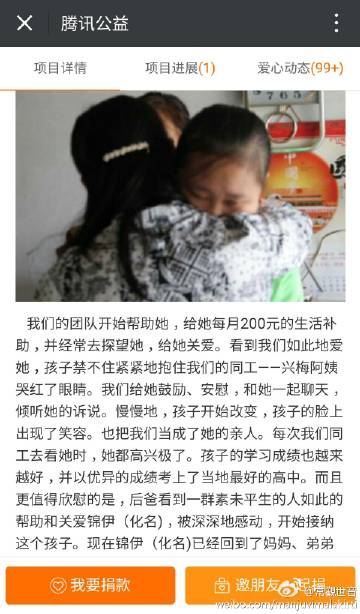 腾讯公益
项目详情 项目进展(1) 爱心动态(99+)
我们的团队开始帮助她，给她每月200元的生活补
助，并经常去探望她，给她关爱。看到我们如此地爱
她，孩子禁不住紧紧地抱住我们的同工——兴梅阿姨
哭红了眼睛。我们给她鼓励、安慰，和她一起聊天，
倾听她的诉说。慢慢地，孩子开始改变，孩子的脸上
出现了笑容。也把我们当成了她的亲人。每次我们同
工去看她时，她都高兴极了。孩子的学习成绩也越来
越好，并以优异的成绩考上了当地最好的高中。而且
更值得欣慰的是，后爸看到一群素未平生的人如此的
帮助和关爱锦伊（化名），被深深地感动，开始接纳
这个孩子。现在锦伊（化名）已经回到了妈妈、弟弟
我要捐款 邀朋友一起捐
@常觀世音
weibo.com/manjuvimalakirti